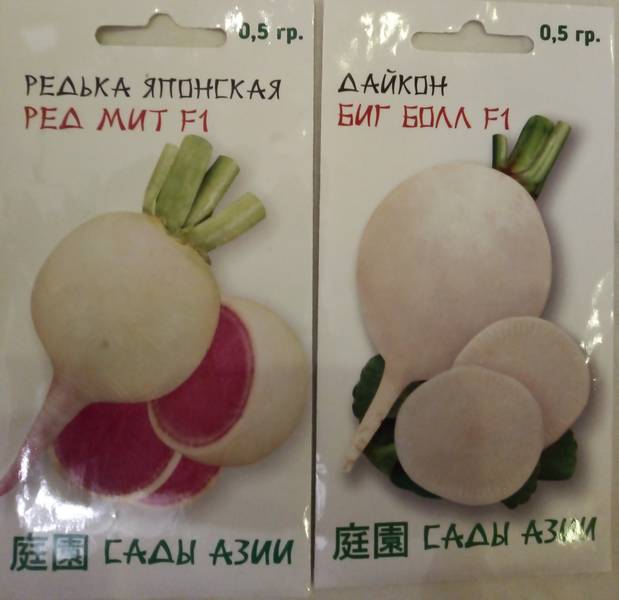 0,5 гр.
РЕДЬКА ЯПОНСКАЯ
РЕД МИТ F1
庭園 САДЫ АЗИИ
0,5 гр.
ДАЙКОН
БИГ БОЛЛ F1
庭園 САДЫ АЗИИ